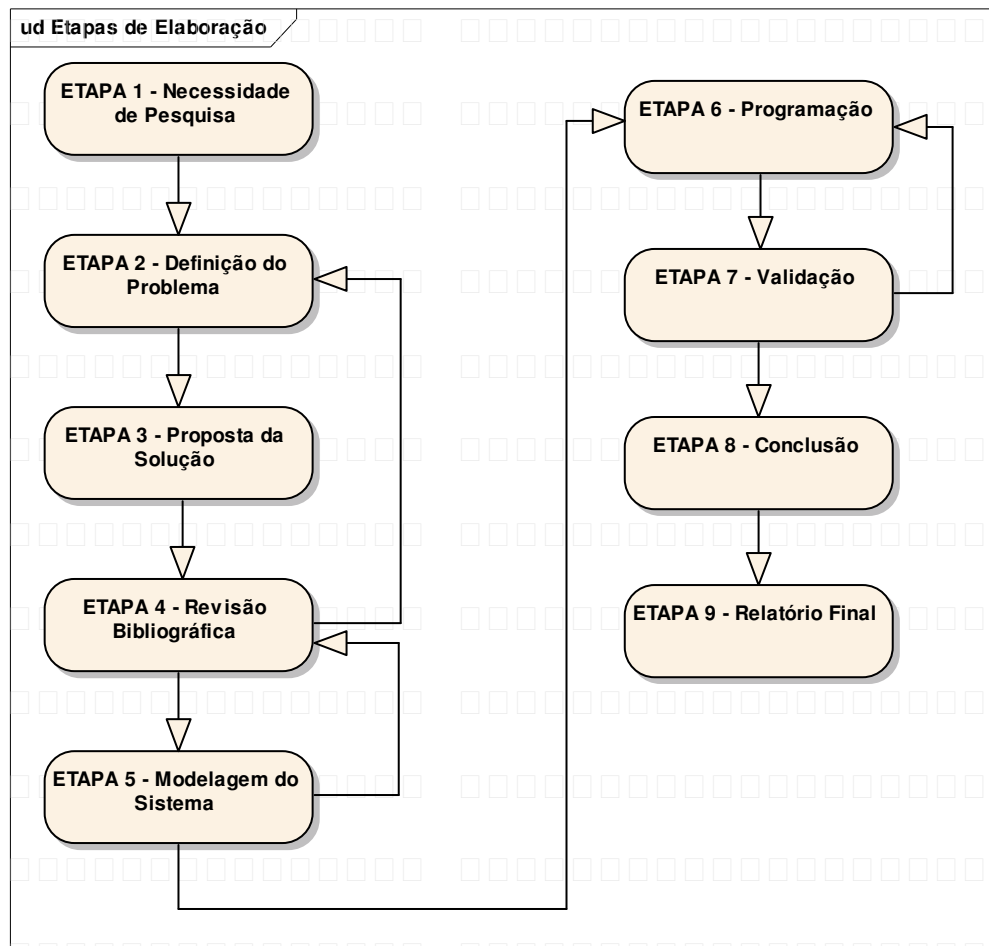 ud Etapas de Elaboração
ETAPA 1 - Necessidade
de Pesquisa
ETAPA 2 - Definição do
Problema
ETAPA 3 - Proposta da
Solução
ETAPA 4 - Revisão
Bibliográfica
ETAPA 5 - Modelagem do
Sistema
ETAPA 6 - Programação
ETAPA 7 - Validação
ETAPA 8 - Conclusão
ETAPA 9 - Relatório Final